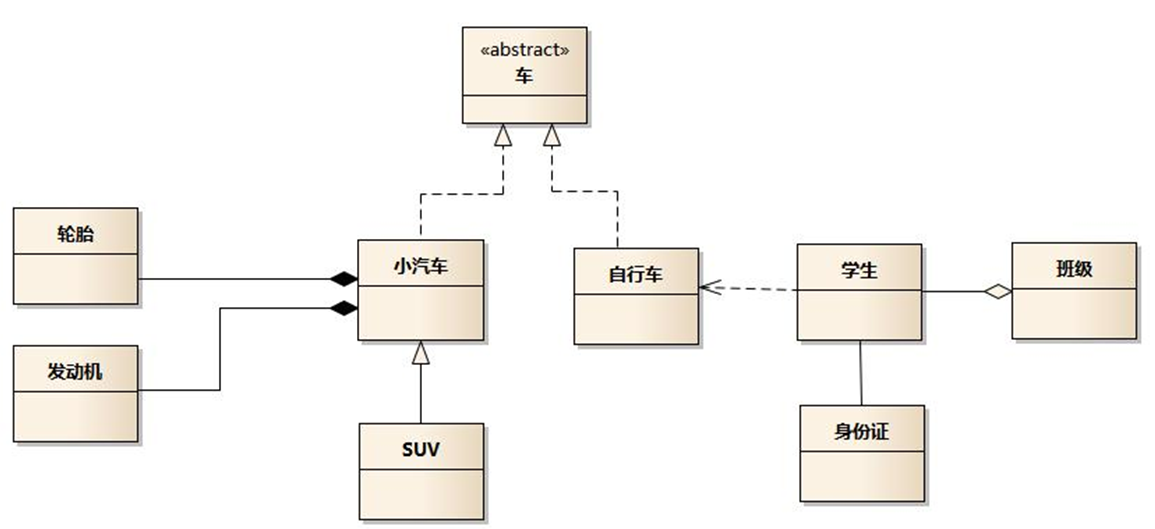 «abstract»
车
轮胎
小汽车
自行车
学生
班级
发动机
SUV
身份证